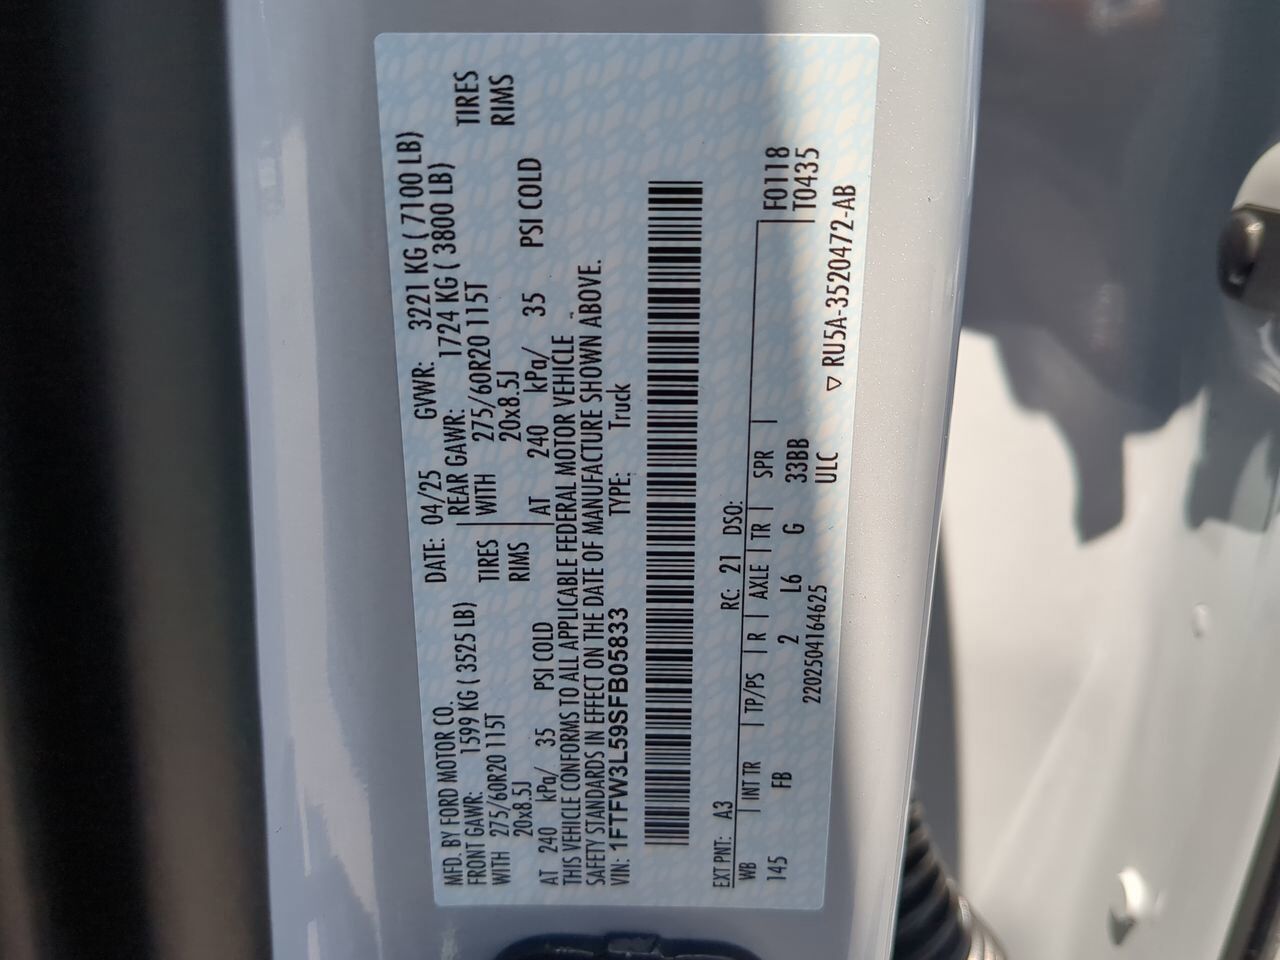 MFD. BY FORD MOTOR CO. DATE: 04/25 GVWR: 3221 KG ( 7100 LB)
FRONT GAWR: 1599 KG ( 3525 LB) REAR GAWR: 1724 KG ( 3800 LB)
WITH 275/60R20 115T TIRES WITH 275/60R20 115T TIRES
20x8.5J RIMS 20x8.5J RIMS
AT 240 kPa/ 35 PSI COLD AT 240 kPa/ 35 PSI COLD
THIS VEHICLE CONFORMS TO ALL APPLICABLE FEDERAL MOTOR VEHICLE
SAFETY STANDARDS IN EFFECT ON THE DATE OF MANUFACTURE SHOWN ABOVE.
VIN: 1FTFW3L59SFB05833 TYPE: Truck
EXT PNT: A3 RC: 21 DSO:
WB INT TR TP/PS R AXLE TR SPR F0118
145 FB 2 L6 G 33BB T0435
2202504164625 ULC
▽ RU5A-3520472-AB